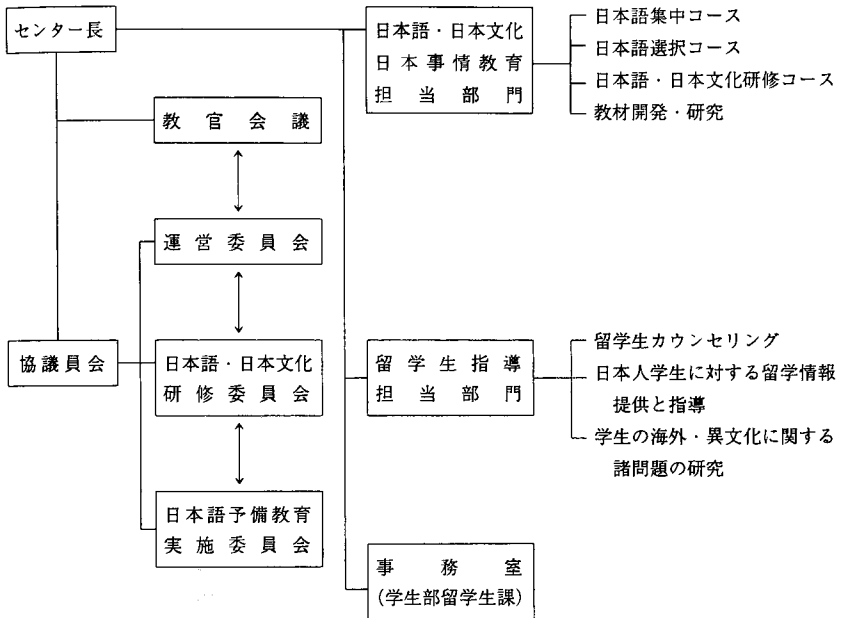 センター長
日本語・日本文化
日本事情教育
担当部門
日本語集中コース
日本語選択コース
日本語・日本文化研修コース
教材開発・研究
教官会議
運営委員会
協議員会
日本語・日本文化
研修委員会
留学生指導
担当部門
留学生カウンセリング
日本人学生に対する留学情報
提供と指導
学生の海外・異文化に関する
諸問題の研究
日本語予備教育
実施委員会
事務室
(学生部留学生課)